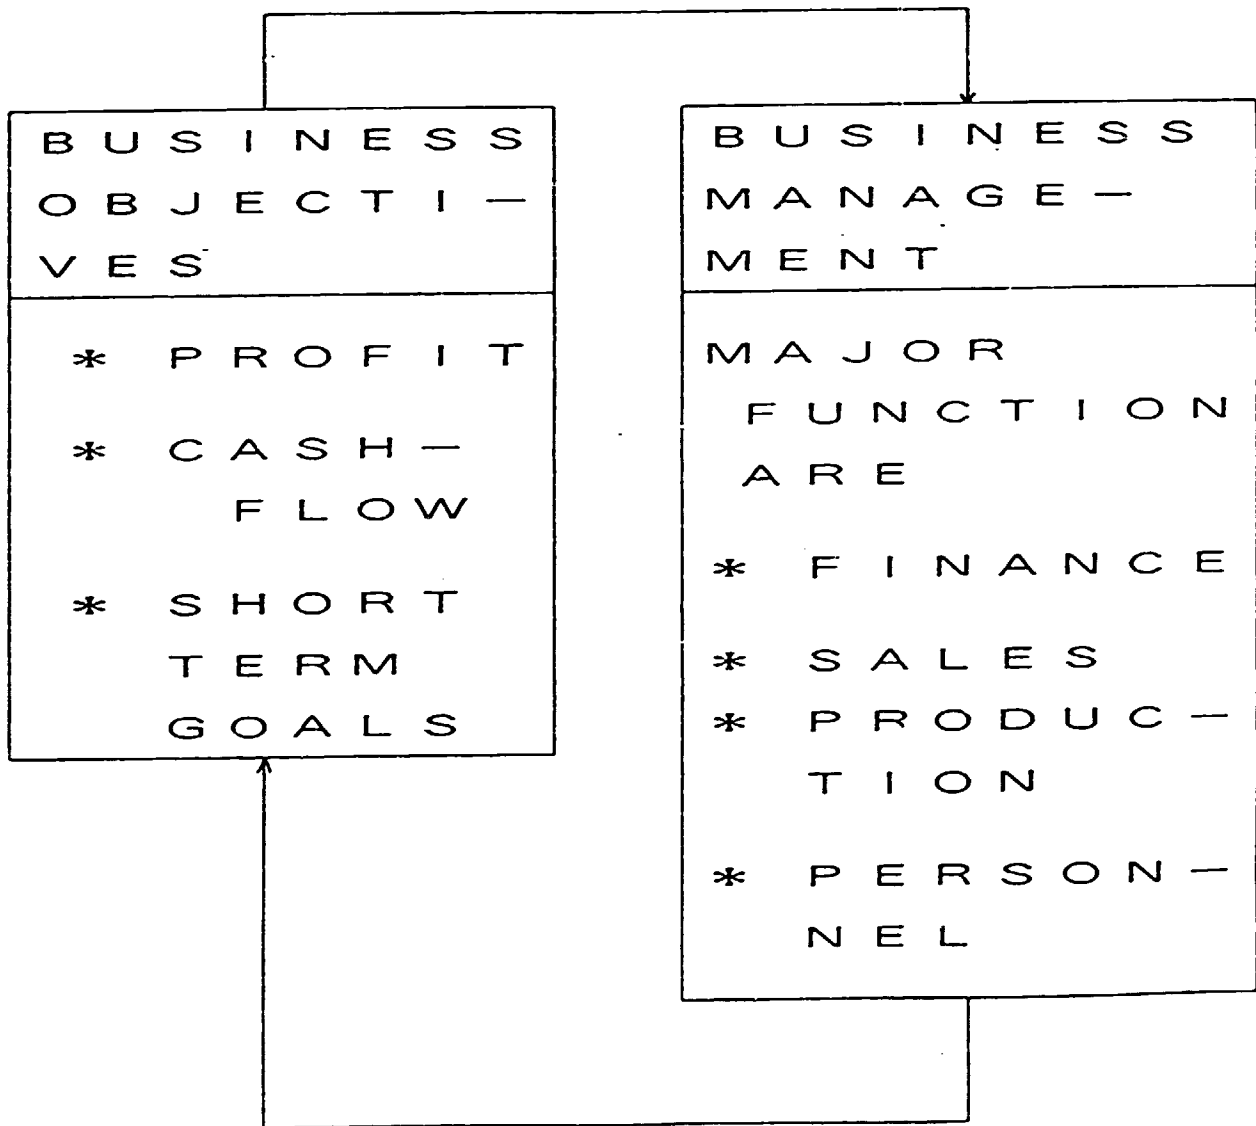 BUSINESS
OBJECTI-
VES
* PROFIT
* CASH-
FLOW
* SHORT
TERM
GOALS
BUSINESS
MANAGE-
MENT
MAJOR
FUNCTION
ARE
* FINANCE
* SALES
* PRODUC-
TION
* PERSON-
NEL